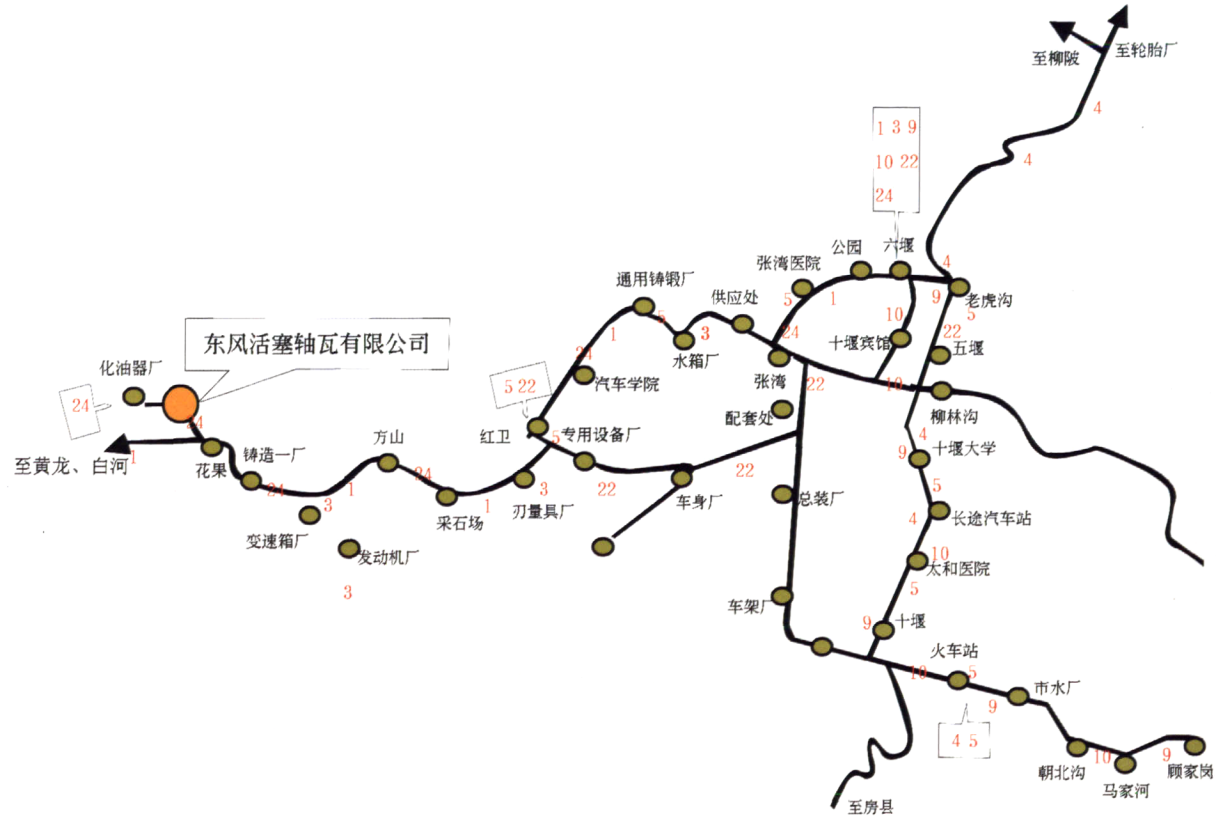 至柳陂
至轮胎厂
4
1 3 9
10 22
24
4
公园
六堰
张湾医院
4
通用铸锻厂
供应处
5
1
9
老虎沟
5
10
5
1
3
24
22
东风活塞轴瓦有限公司
十堰宾馆
五堰
水箱厂
24
张湾
化油器厂
汽车学院
22
10
5 22
24
柳林沟
配套处
24
方山
红卫
5
专用设备厂
4
铸造一厂
9
十堰大学
至黄龙、白河
1
花果
24
22
24
1
5
3
1
3
22
车身厂
总装厂
采石场
刃量具厂
4
长途汽车站
变速箱厂
发动机厂
10
太和医院
3
5
车架厂
9
十堰
火车站
10
5
市水厂
9
4 5
10
9
朝北沟
顾家岗
马家河
至房县